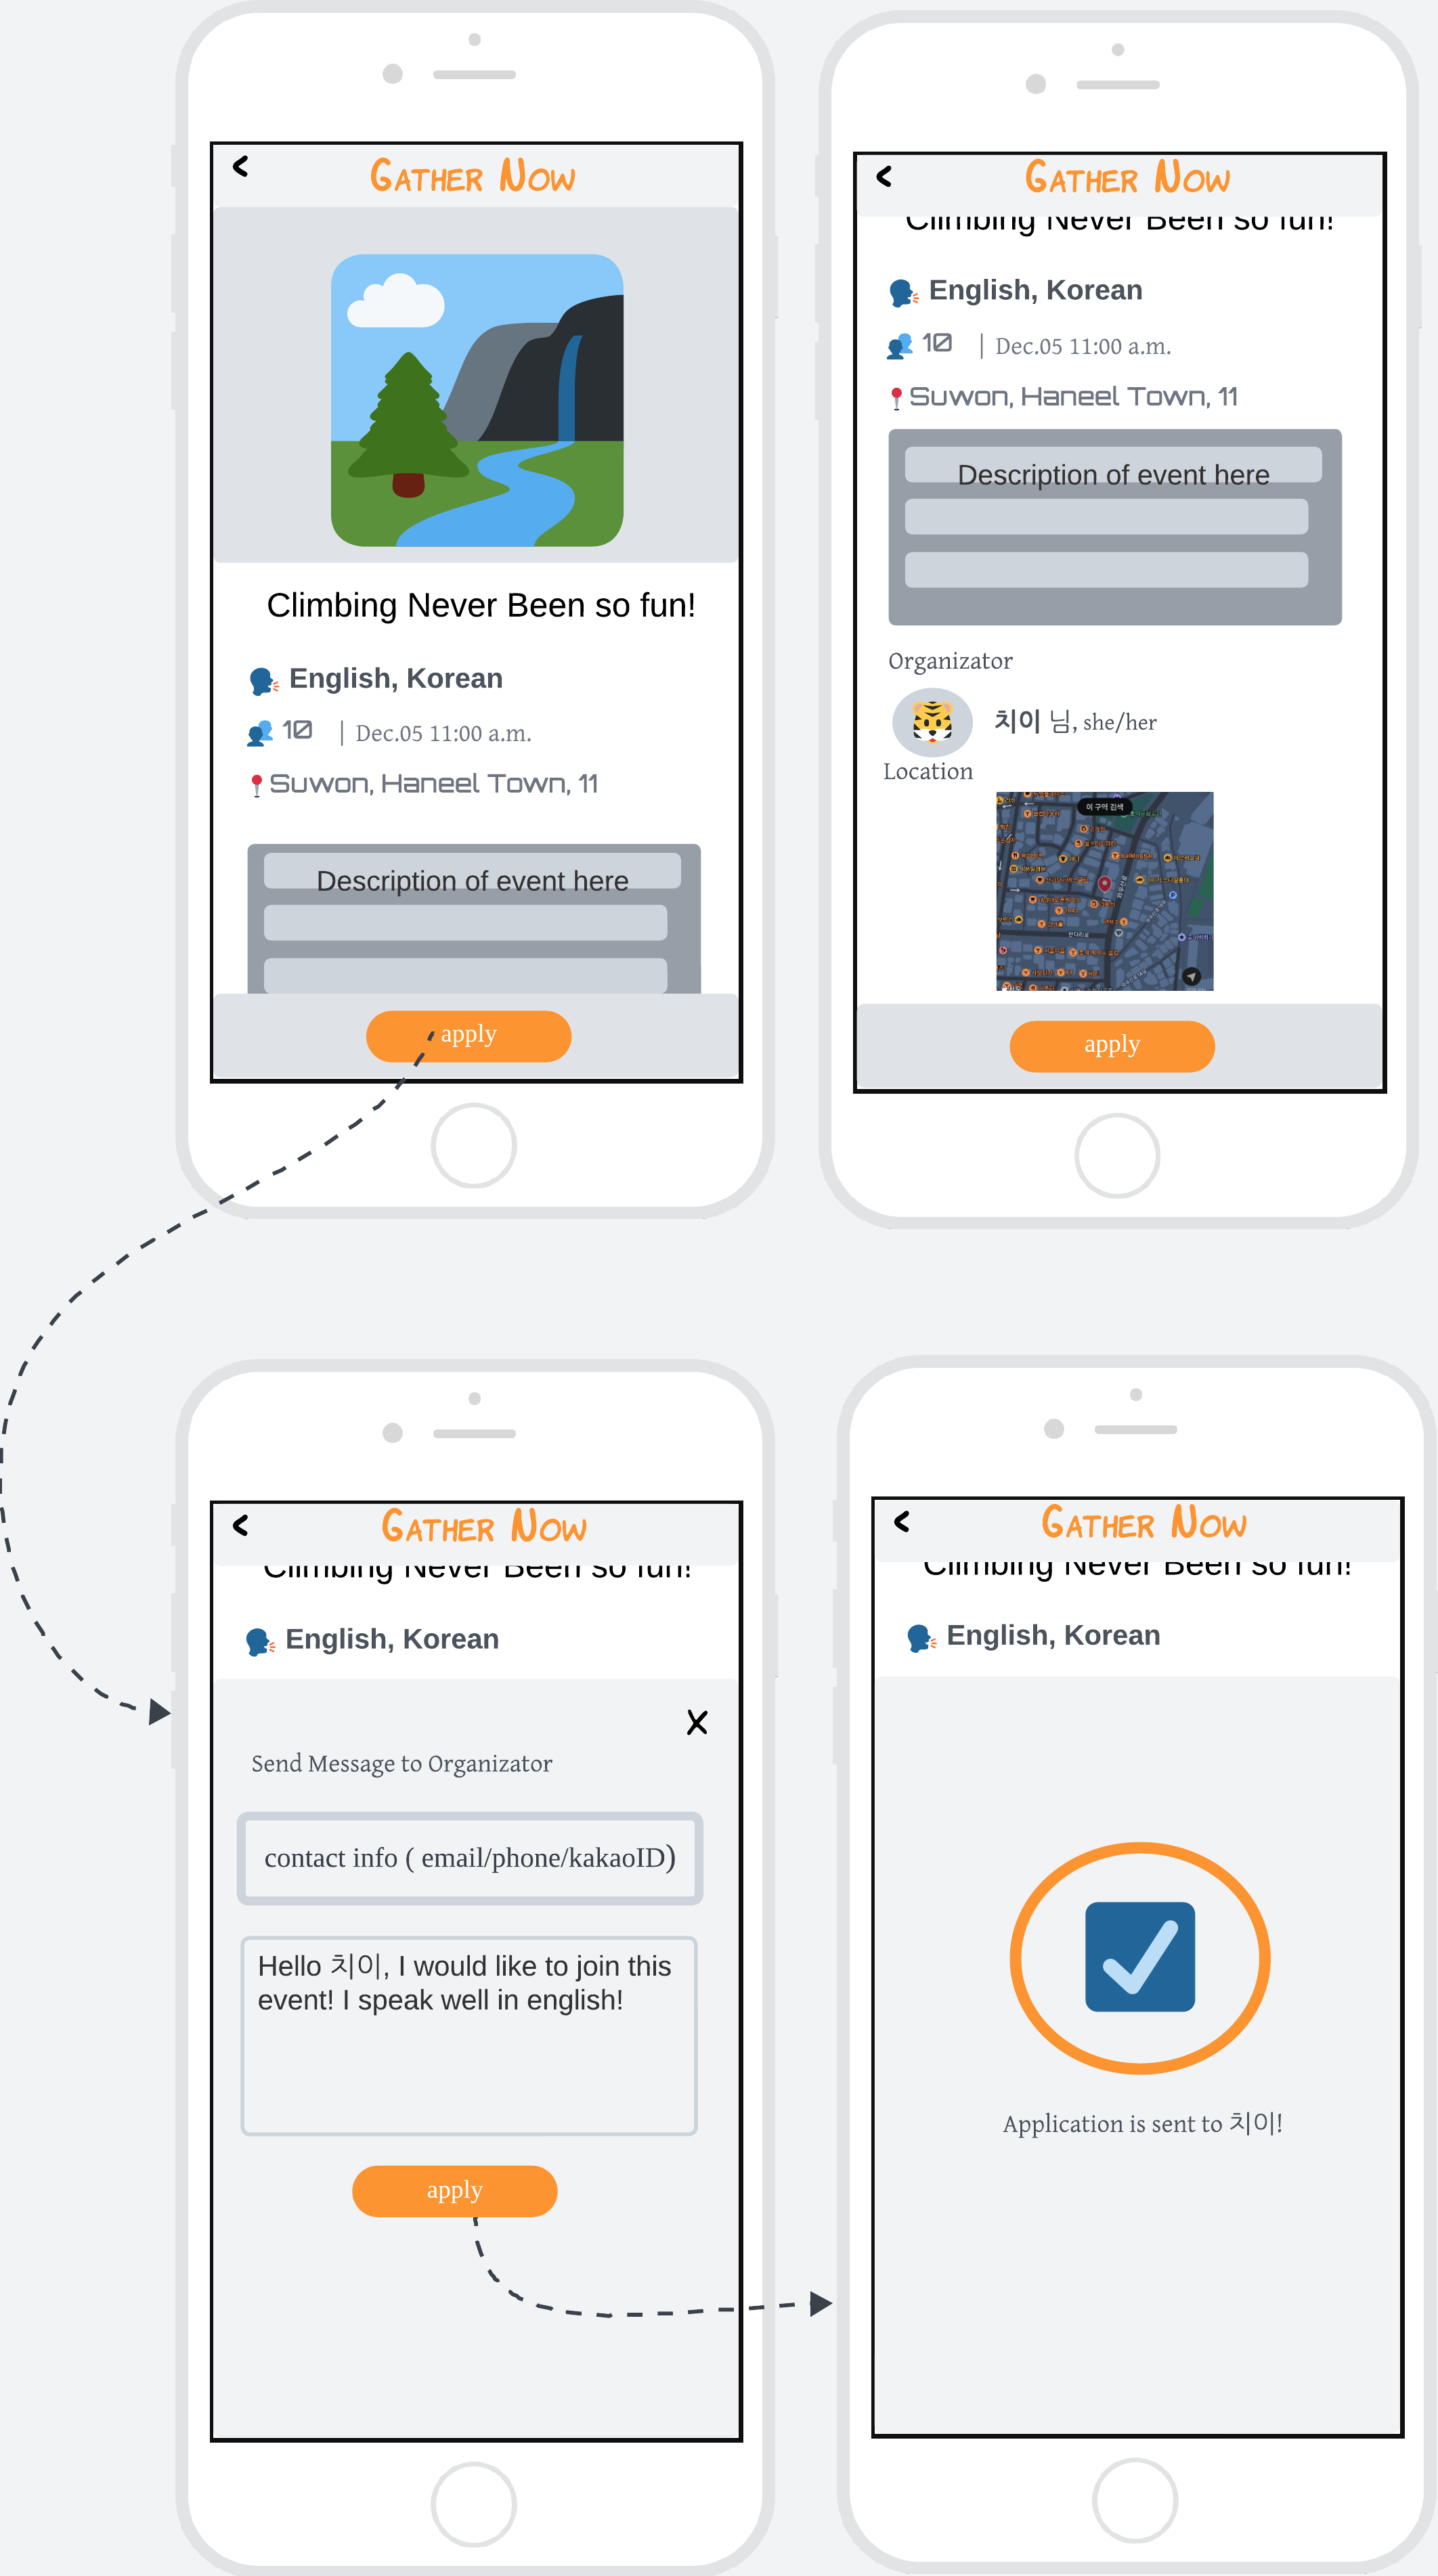 GATHER NOW
Climbing Never Been so fun!
English, Korean
10 | Dec.05 11:00 a.m.
Suwon, Haneel Town, 11
Description of event here
apply
GATHER NOW
Climbing Never Been so fun!
English, Korean
10 | Dec.05 11:00 a.m.
Suwon, Haneel Town, 11
Description of event here
Organizator
치이 님, she/her
Location
이 구역 검색
apply
GATHER NOW
Climbing Never Been so fun!
English, Korean
X
Send Message to Organizator
contact info ( email/phone/kakaoID)
Hello 치이, I would like to join this
event! I speak well in english!
apply
GATHER NOW
Climbing Never Been so fun!
English, Korean
Application is sent to 치이!